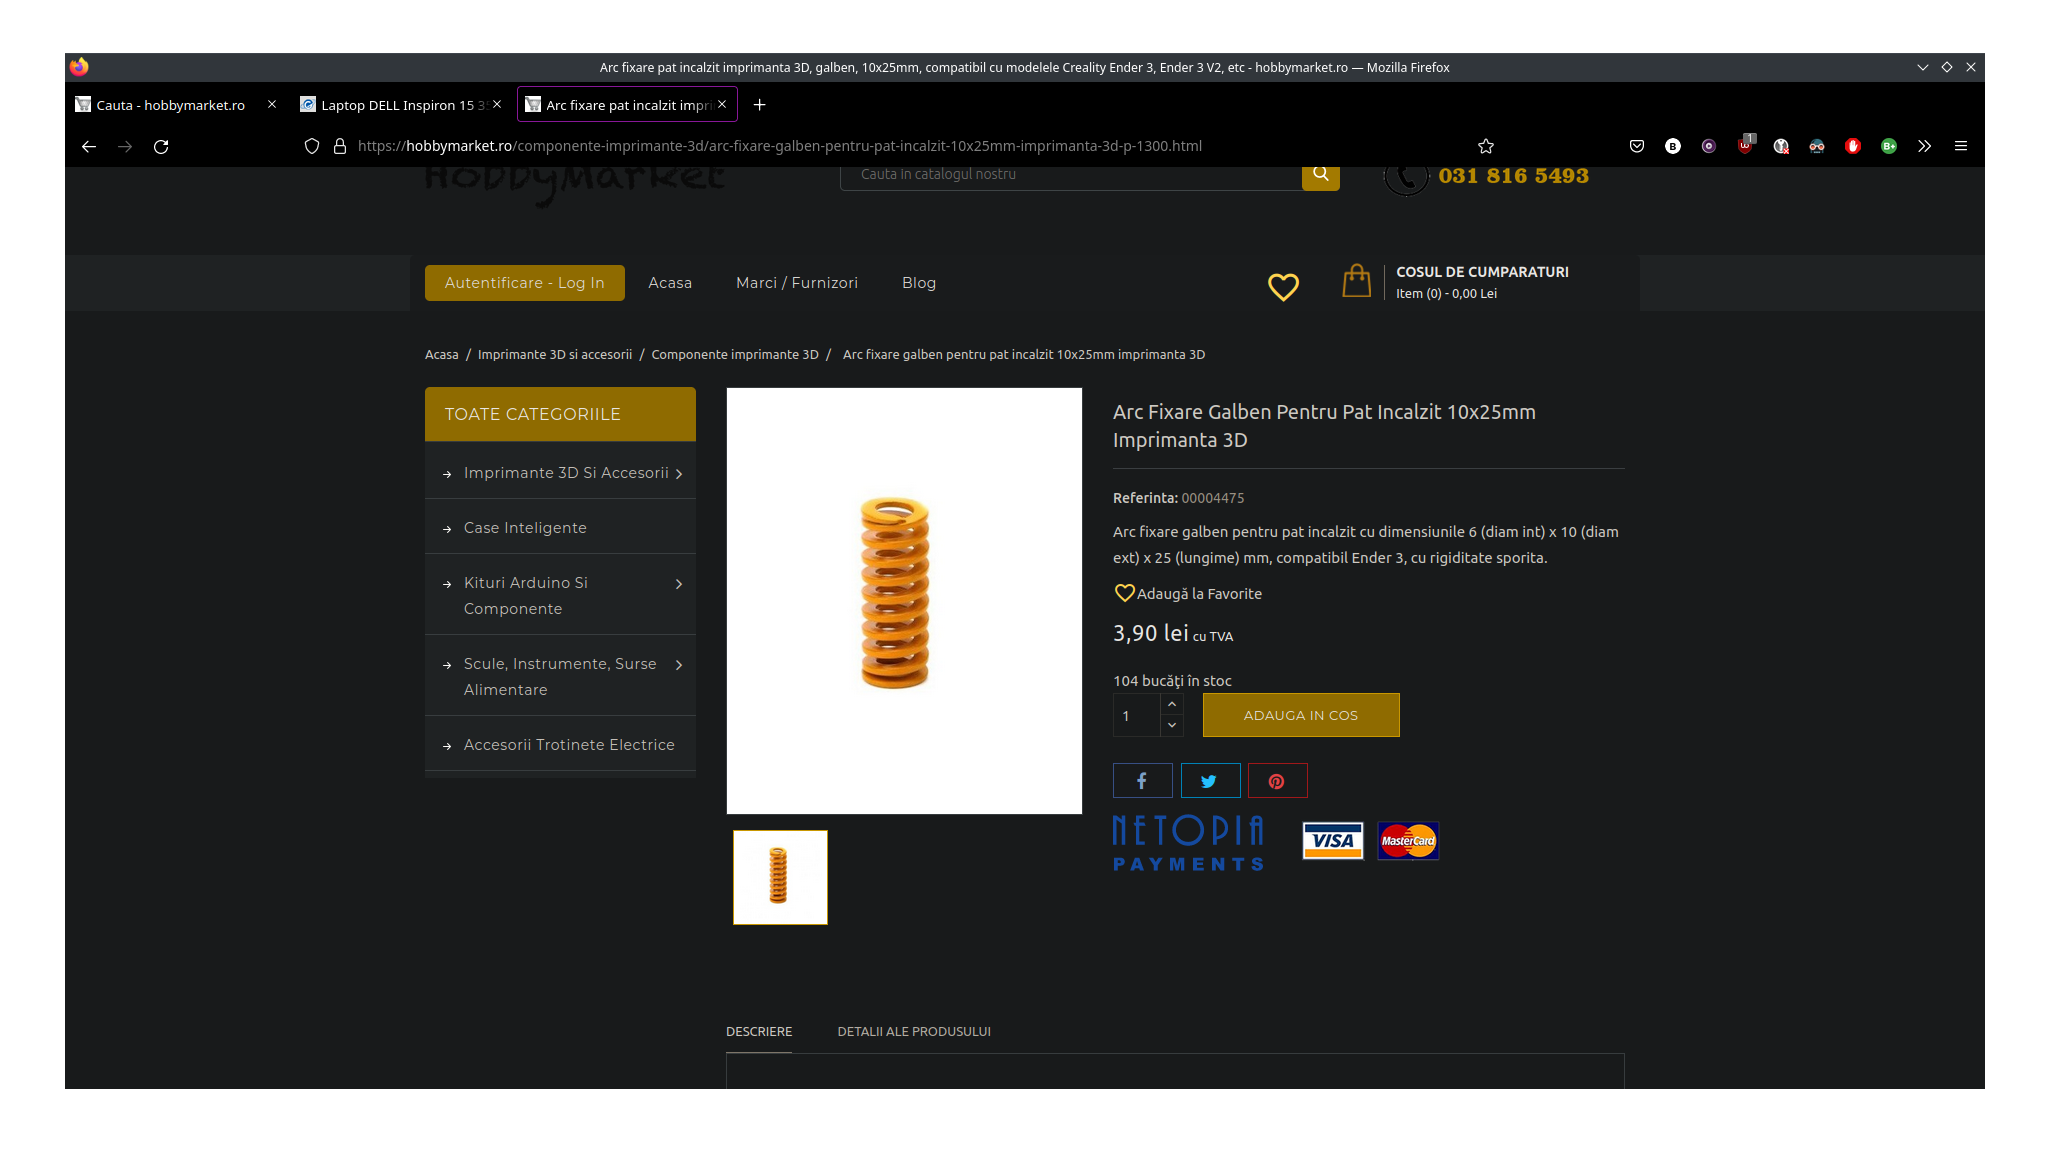 Arc fixare pat incalzit imprimanta 3D, galben, 10x25mm, compatibil cu modelele Creality Ender 3, Ender 3 V2, etc - hobbymarket.ro — Mozilla Firefox
Cauta - hobbymarket.ro
Laptop DELL Inspiron 15 35
Arc fixare pat incalzit impri
https://hobbymarket.ro/componente-imprimante-3d/arc-fixare-galben-pentru-pat-incalzit-10x25mm-imprimanta-3d-p-1300.html
1
HobbyMarket
Cauta in catalogul nostru
031 816 5493
Autentificare - Log In
Acasa
Marci / Furnizori
Blog
COSUL DE CUMPARATURI
Item (0) - 0,00 Lei
Acasa / Imprimante 3D si accesorii / Componente imprimante 3D / Arc fixare galben pentru pat incalzit 10x25mm imprimanta 3D
TOATE CATEGORIILE
Imprimante 3D Si Accesorii
Case Inteligente
Kituri Arduino Si
Componente
Scule, Instrumente, Surse
Alimentare
Accesorii Trotinete Electrice
Arc Fixare Galben Pentru Pat Incalzit 10x25mm
Imprimanta 3D
Referinta: 00004475
Arc fixare galben pentru pat incalzit cu dimensiunile 6 (diam int) x 10 (diam
ext) x 25 (lungime) mm, compatibil Ender 3, cu rigiditate sporita.
Adaugă la Favorite
3,90 lei cu TVA
104 bucăţi în stoc
1
ADAUGA IN COS
NETOPIA
PAYMENTS
VISA
MasterCard
DESCRIERE
DETALII ALE PRODUSULUI